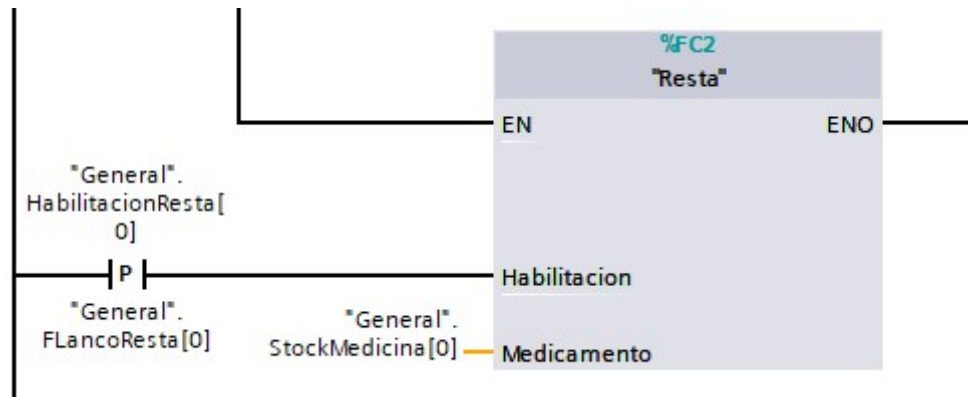 %FC2
"Resta"
EN
ENO
"General".
HabilitacionResta[
0]
P
Habilitacion
"General".
FLancoResta[0]
"General".
StockMedicina[0]
Medicamento